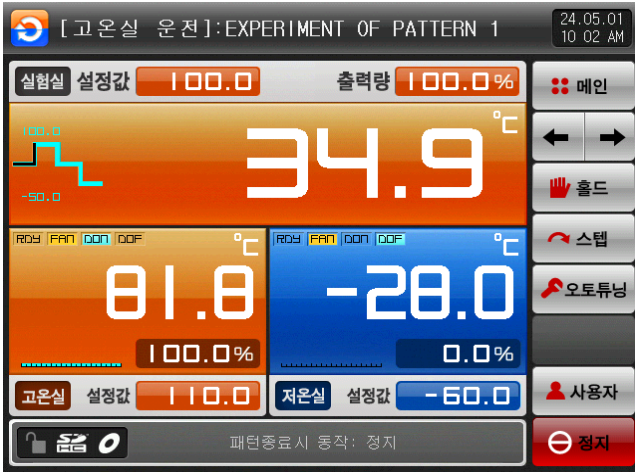 [고온실 운전]:EXPERIMENT OF PATTERN 1
24.05.01
10 02 AM
실험실 설정값 100.0 출력량 100.0%
메인
100.0
-50.0
34.9 ℃
홀드
스텝
RDY FAN DON DOF ℃
81.8
100.0%
RDY FAN DON DOF ℃
-28.0
0.0%
오토튜닝
고온실 설정값 110.0
저온실 설정값 -60.0
사용자
패턴종료시 동작: 정지
정지